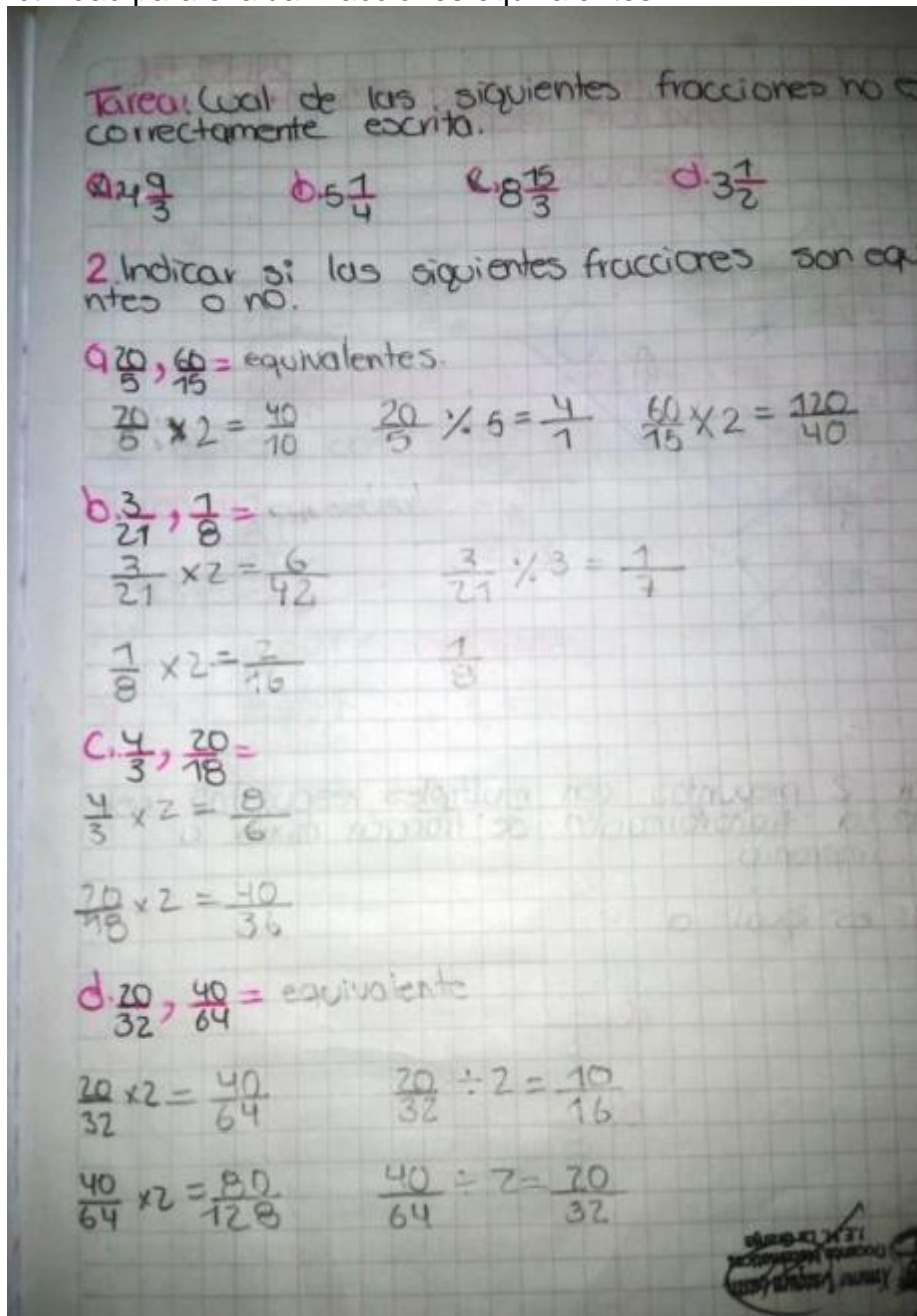 Tarea: Cual de las siguientes fracciones no
correctamente escrita.
a. 4 9/3 b. 5 1/4 c. 8 15/3 d. 3 1/2
2. Indicar si las siguientes fracciones son equ
ntes o no.
a 20/5, 60/15 = equivalentes.
20/5 x 2 = 40/10 20/5 ⁒ 5 = 4/1 60/15 x 2 = 120/40
b. 3/21, 1/8 =
3/21 x 2 = 6/42 3/21 ⁒ 3 = 1/7
1/8 x 2 = 2/16 1/8
c. 4/3, 20/18 =
4/3 x 2 = 8/6
20/18 x 2 = 40/36
d. 20/32, 40/64 = equivalente
20/32 x 2 = 40/64 20/32 ÷ 2 = 10/16
40/64 x 2 = 80/128 40/64 ÷ 2 = 20/32